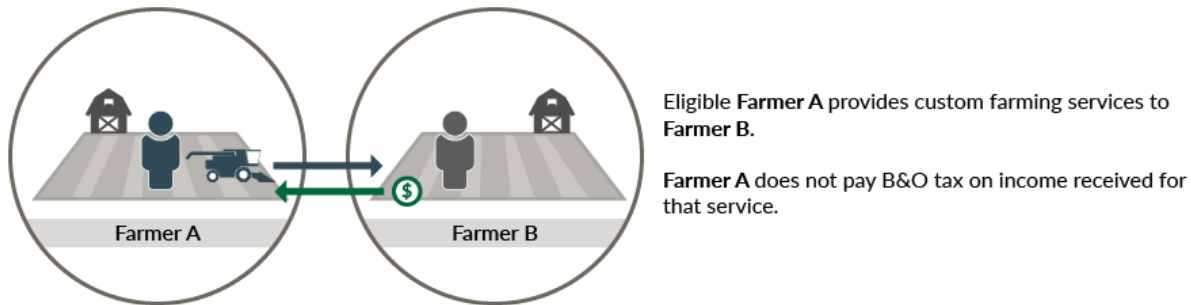 Eligible Farmer A provides custom farming services to
Farmer B.
Farmer A does not pay B&O tax on income received for
that service.
$
Farmer A
Farmer B